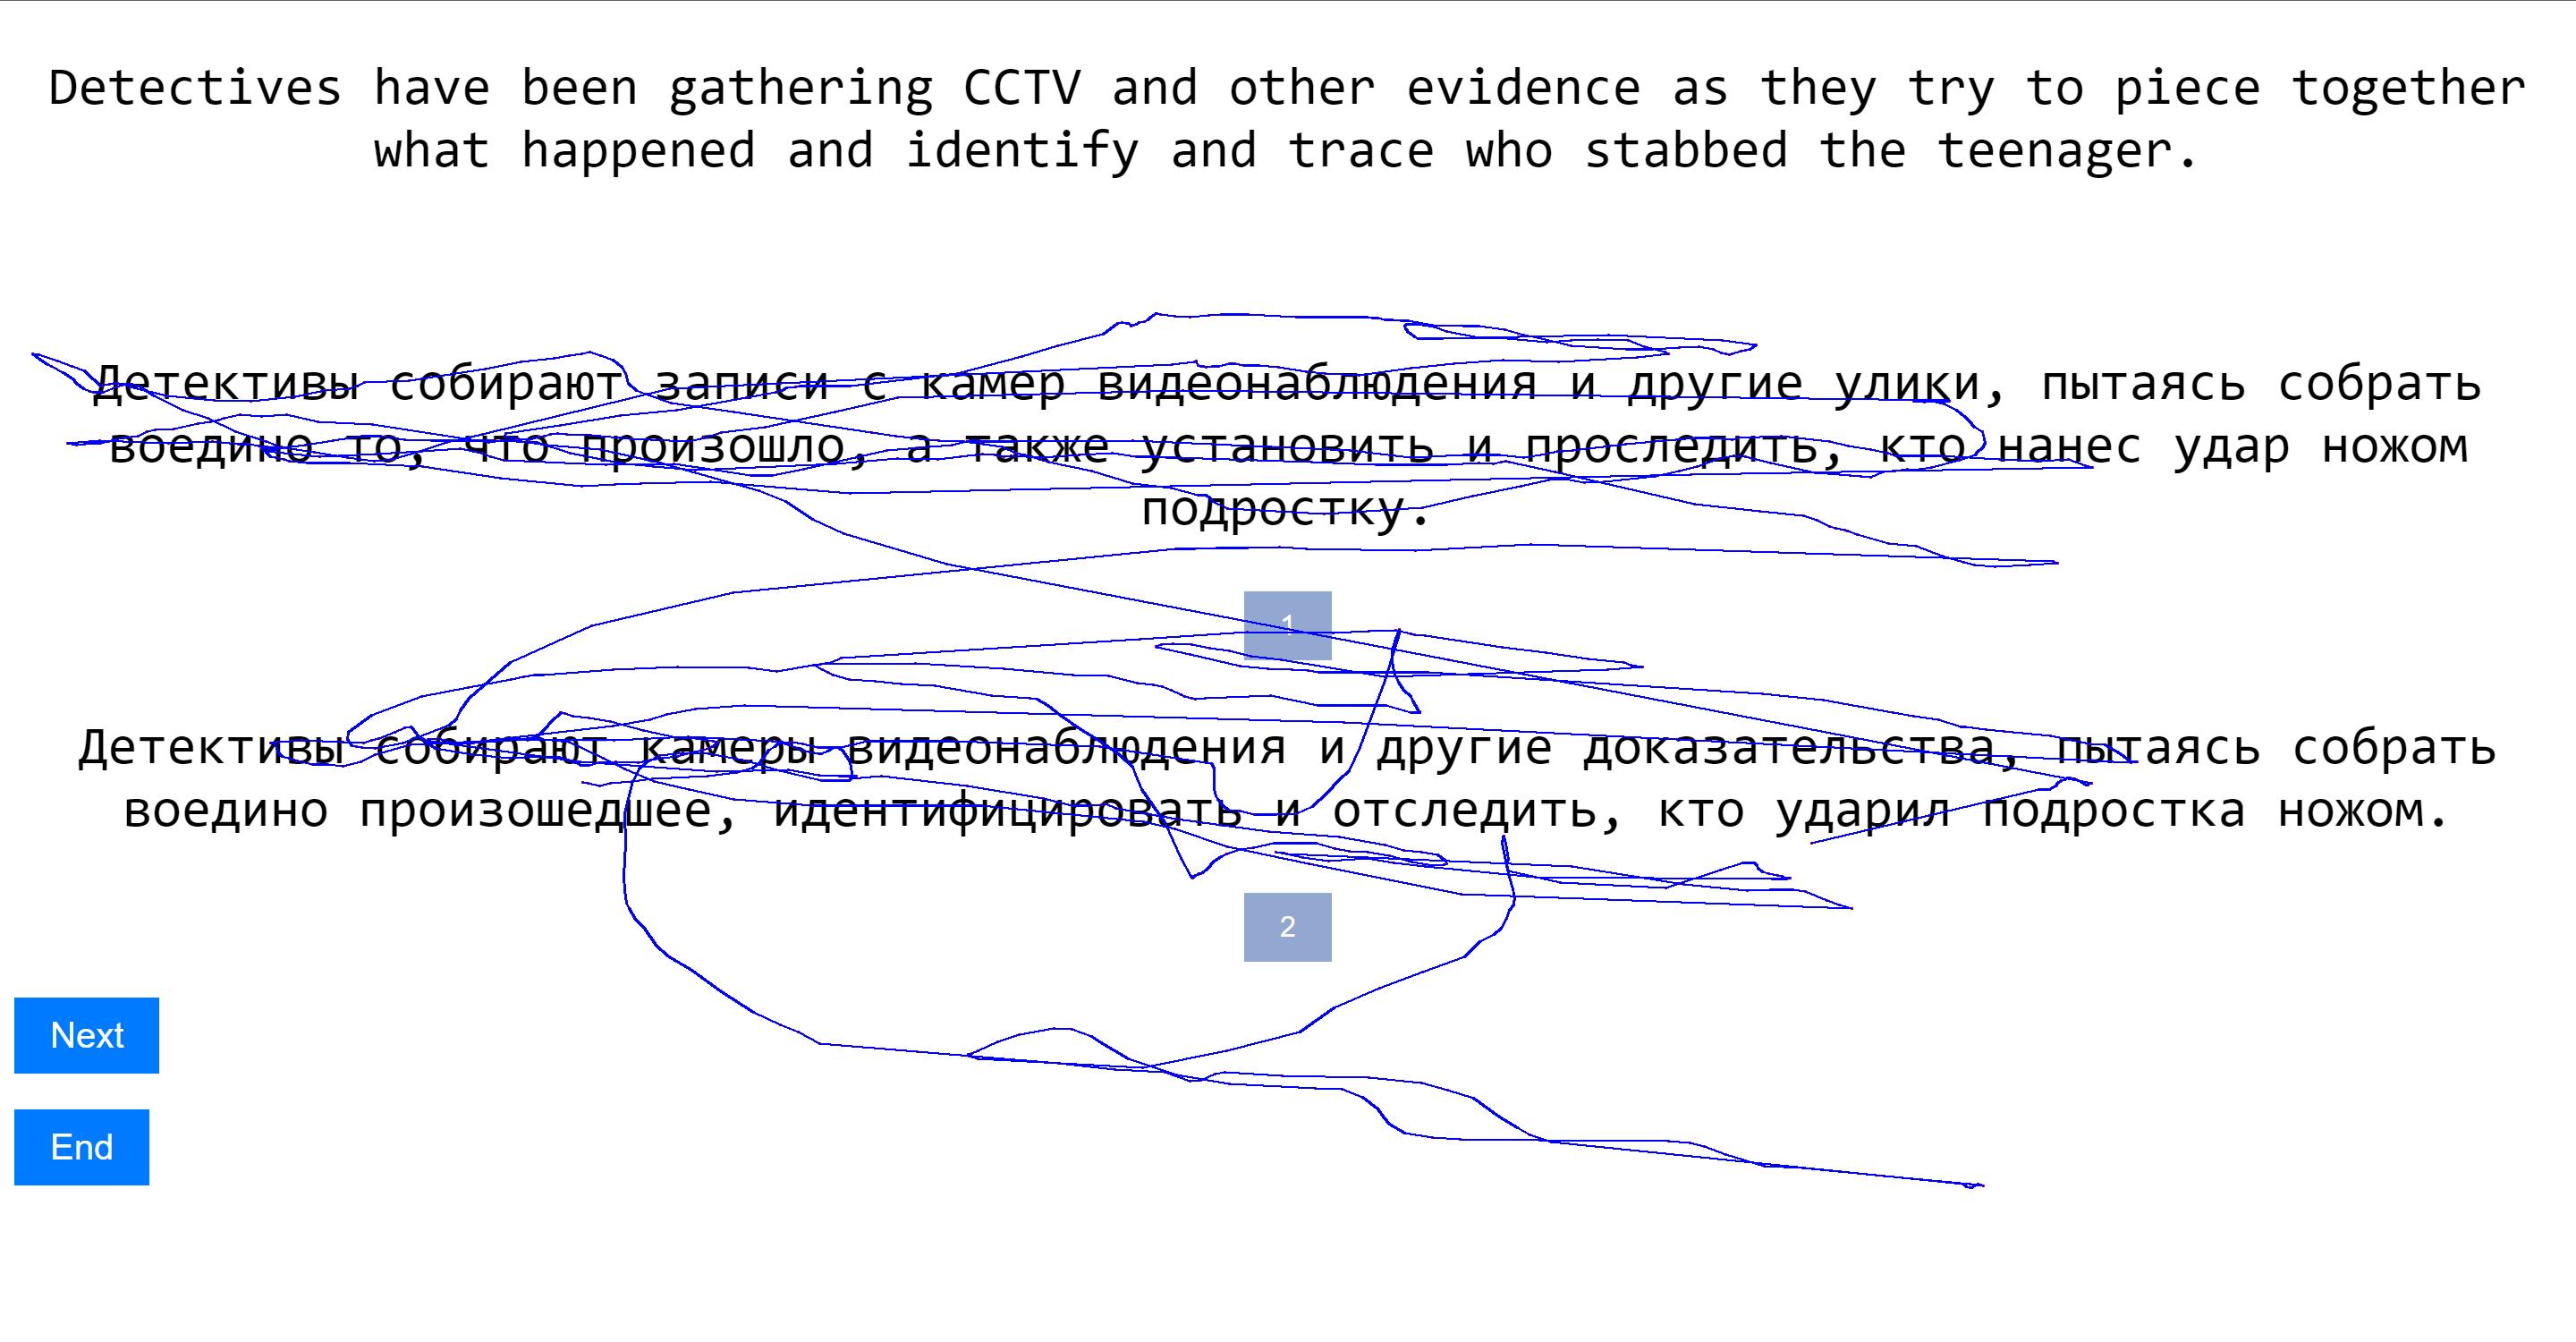 Detectives have been gathering CCTV and other evidence as they try to piece together
what happened and identify and trace who stabbed the teenager.
Детективы собирают записи с камер видеонаблюдения и другие улики, пытаясь собрать
воедино то, что произошло, а также установить и проследить, кто нанес удар ножом
подростку.
1
Детективы собирают камеры видеонаблюдения и другие доказательства, пытаясь собрать
воедино произошедшее, идентифицировать и отследить, кто ударил подростка ножом.
2
Next
End